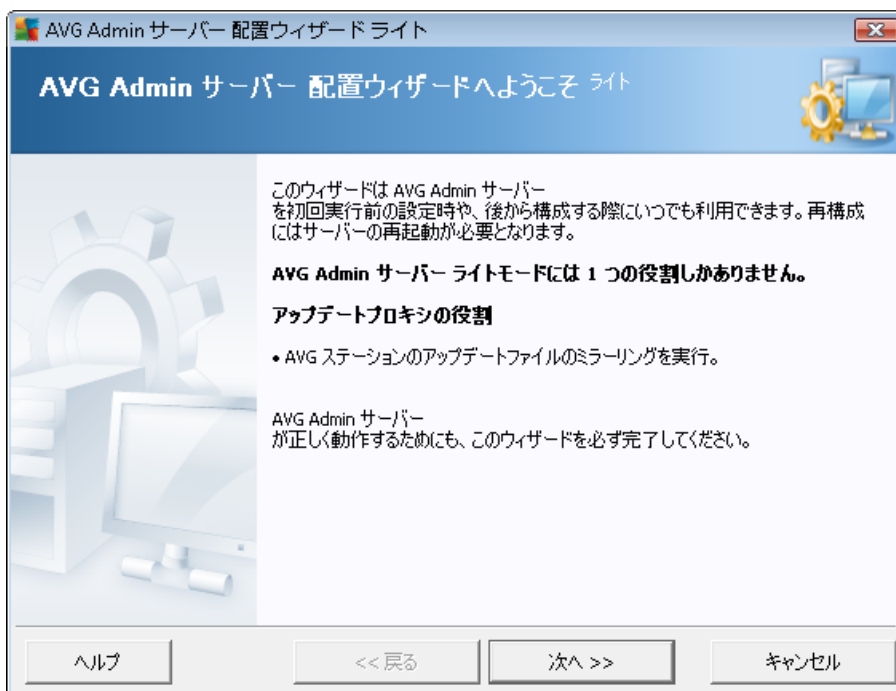 AVG Admin サーバー 配置ウィザード ライト
AVG Admin サーバー 配置ウィザードへようこそ ライト
このウィザードは AVG Admin サーバー
を初回実行前の設定時や、後から構成する際にいつでも利用できます。再構成
にはサーバーの再起動が必要となります。
AVG Admin サーバー ライトモードには 1 つの役割しかありません。
アップデートプロキシの役割
• AVG ステーションのアップデートファイルのミラーリングを実行。
AVG Admin サーバー
が正しく動作するためにも、このウィザードを必ず完了してください。
ヘルプ
<< 戻る
次へ >>
キャンセル